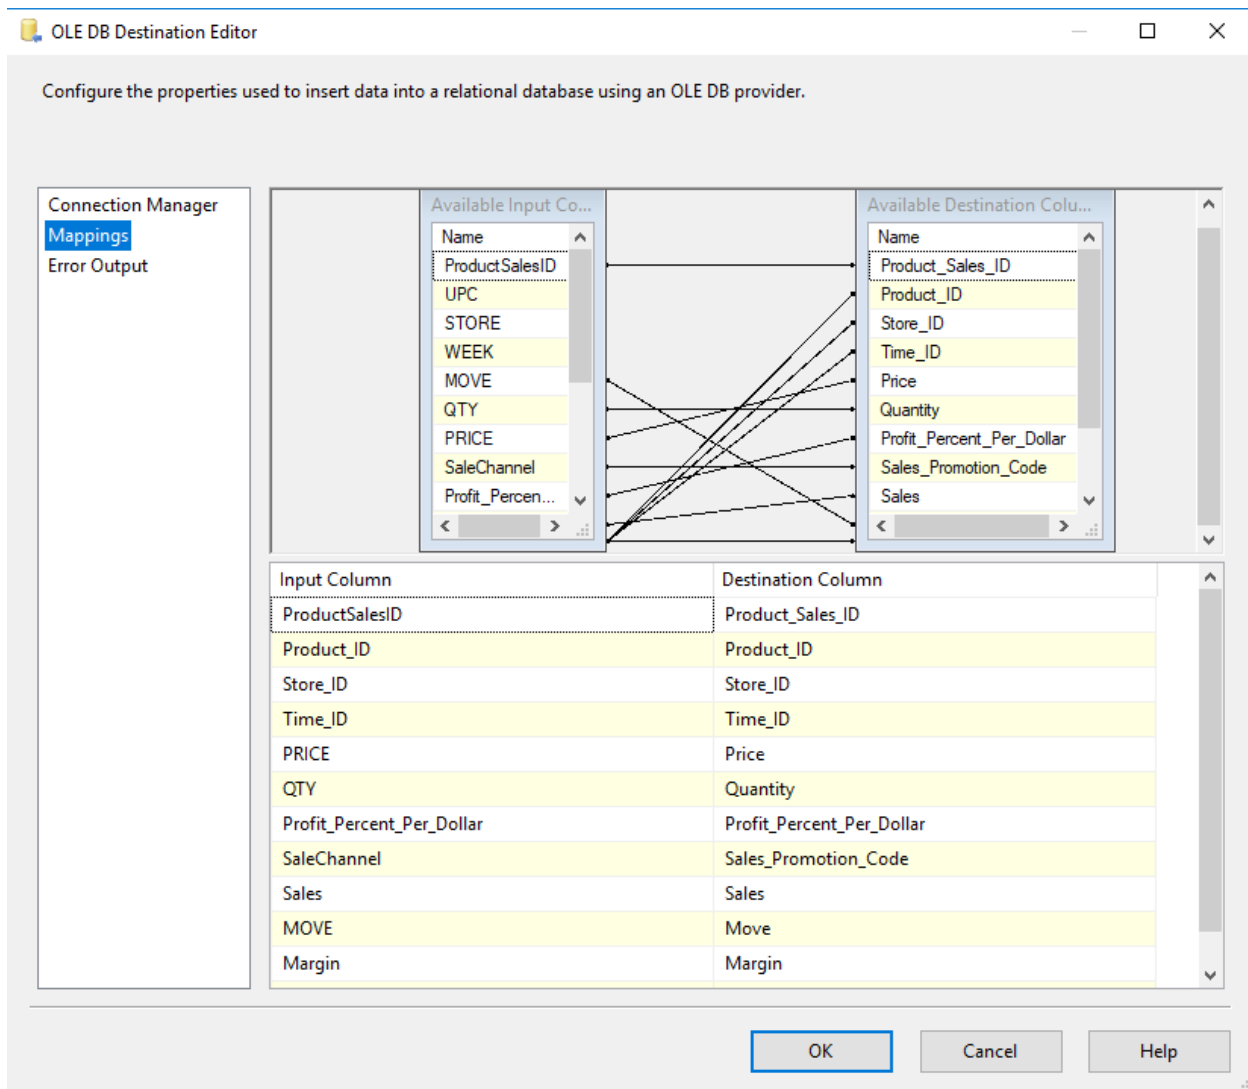 OLE DB Destination Editor
Configure the properties used to insert data into a relational database using an OLE DB provider.
Connection Manager
Mappings
Error Output
Available Input Co...
Name
ProductSalesID
UPC
STORE
WEEK
MOVE
QTY
PRICE
SaleChannel
Profit_Percen...
Available Destination Colu...
Name
Product_Sales_ID
Product_ID
Store_ID
Time_ID
Price
Quantity
Profit_Percent_Per_Dollar
Sales_Promotion_Code
Sales
Input Column Destination Column
ProductSalesID Product_Sales_ID
Product_ID Product_ID
Store_ID Store_ID
Time_ID Time_ID
PRICE Price
QTY Quantity
Profit_Percent_Per_Dollar Profit_Percent_Per_Dollar
SaleChannel Sales_Promotion_Code
Sales Sales
MOVE Move
Margin Margin
OK Cancel Help